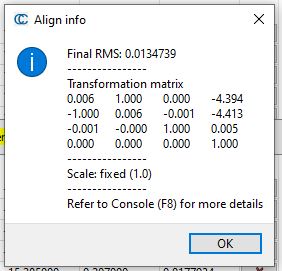 Align info
Final RMS: 0.0134739
----------------
Transformation matrix
0.006 1.000 0.000 -4.394
-1.000 0.006 -0.001 -4.413
-0.001 -0.000 1.000 0.005
0.000 0.000 0.000 1.000
----------------
Scale: fixed (1.0)
----------------
Refer to Console (F8) for more details
OK